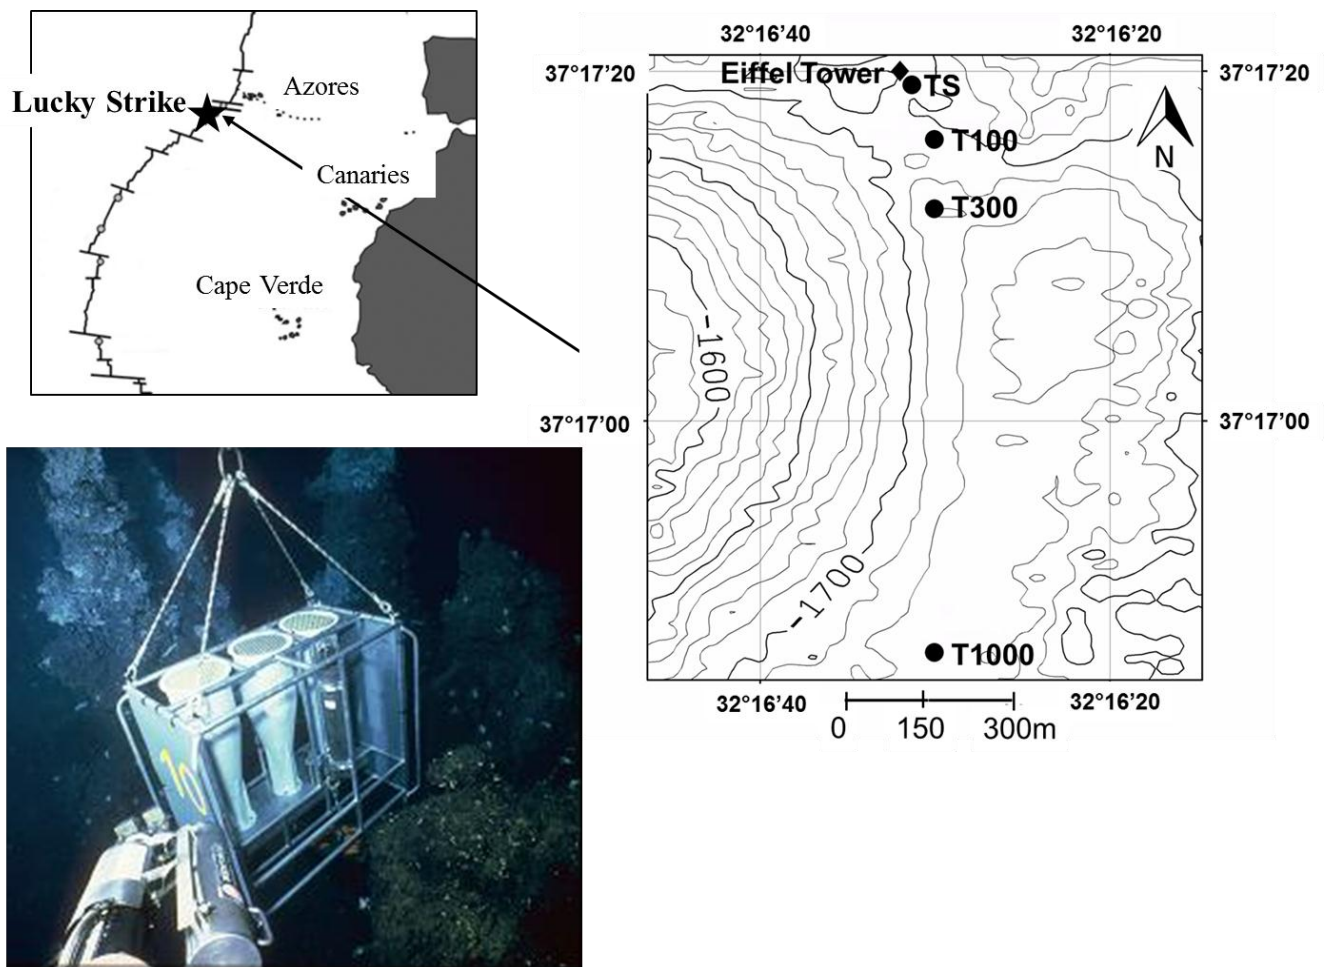 Azores
Lucky Strike
Canaries
Cape Verde
32°16’40
32°16’20
37°17’20
Eiffel Tower
TS
37°17’20
T100
N
T300
-1600
37°17’00
37°17’00
-1700
T1000
32°16’40
32°16’20
0
150
300m
10